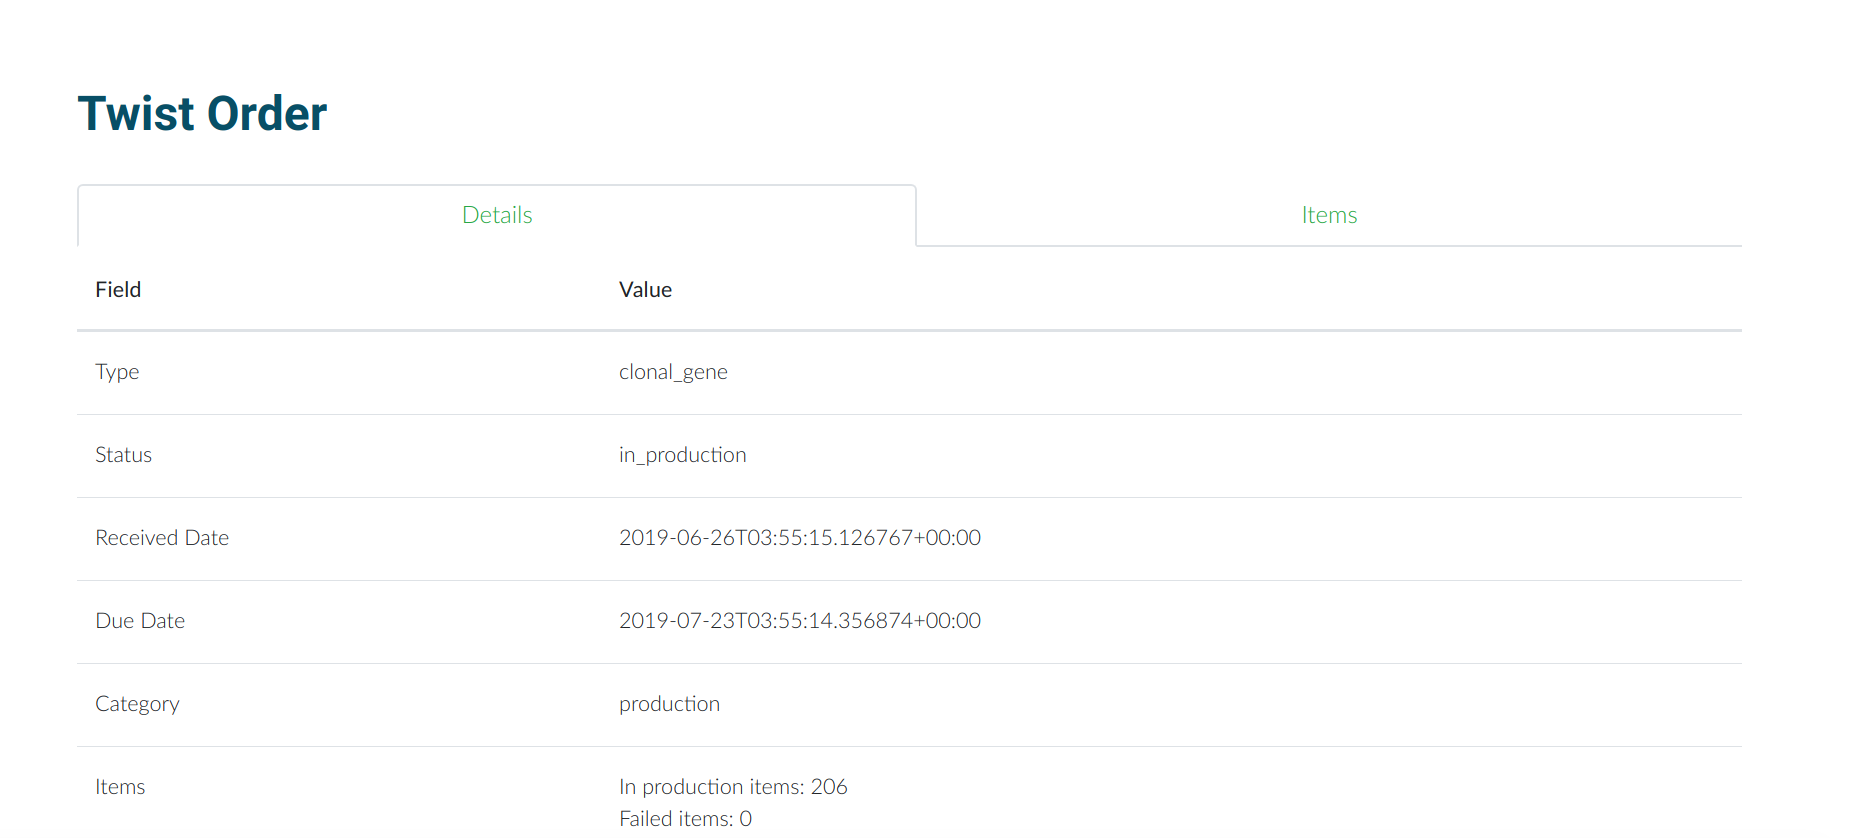 Twist Order
Details Items
Field Value
Type clonal_gene
Status in_production
Received Date 2019-06-26T03:55:15.126767+00:00
Due Date 2019-07-23T03:55:14.356874+00:00
Category production
Items In production items: 206
Failed items: 0